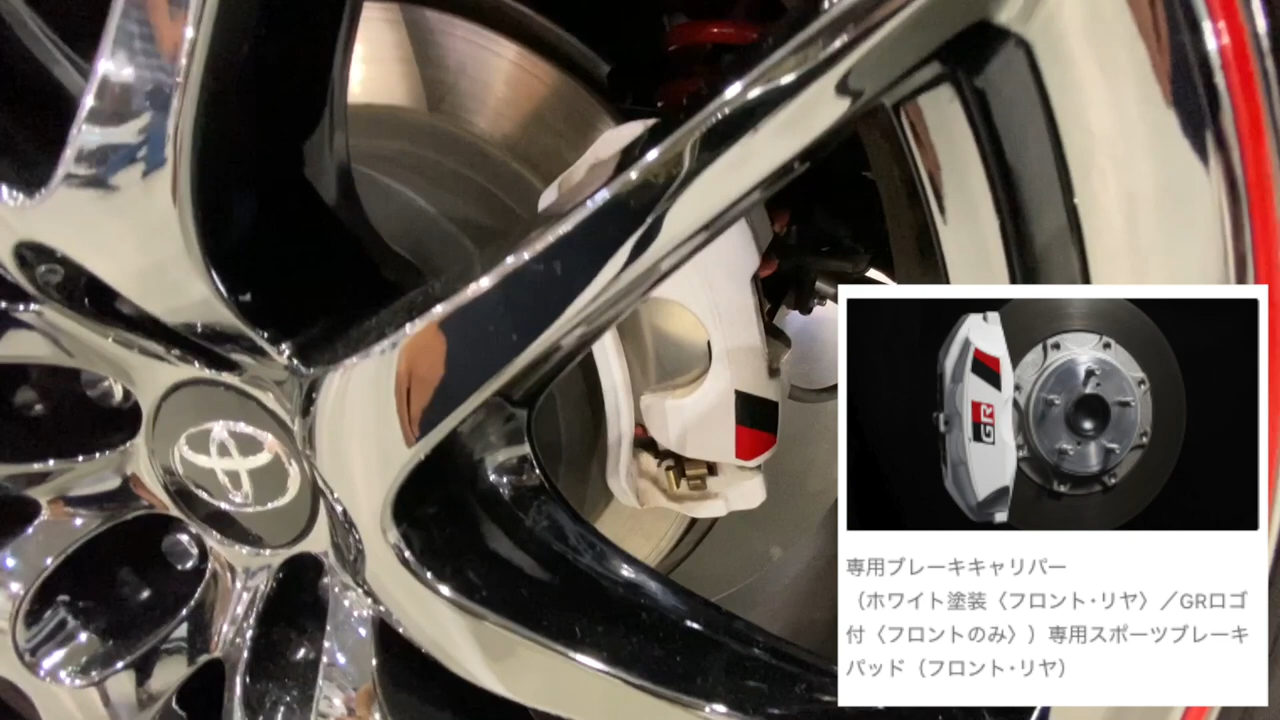 GR
専用ブレーキキャリパー
（ホワイト塗装〈フロント･リヤ〉／GRロゴ
付〈フロントのみ〉）専用スポーツブレーキ
パッド（フロント･リヤ）